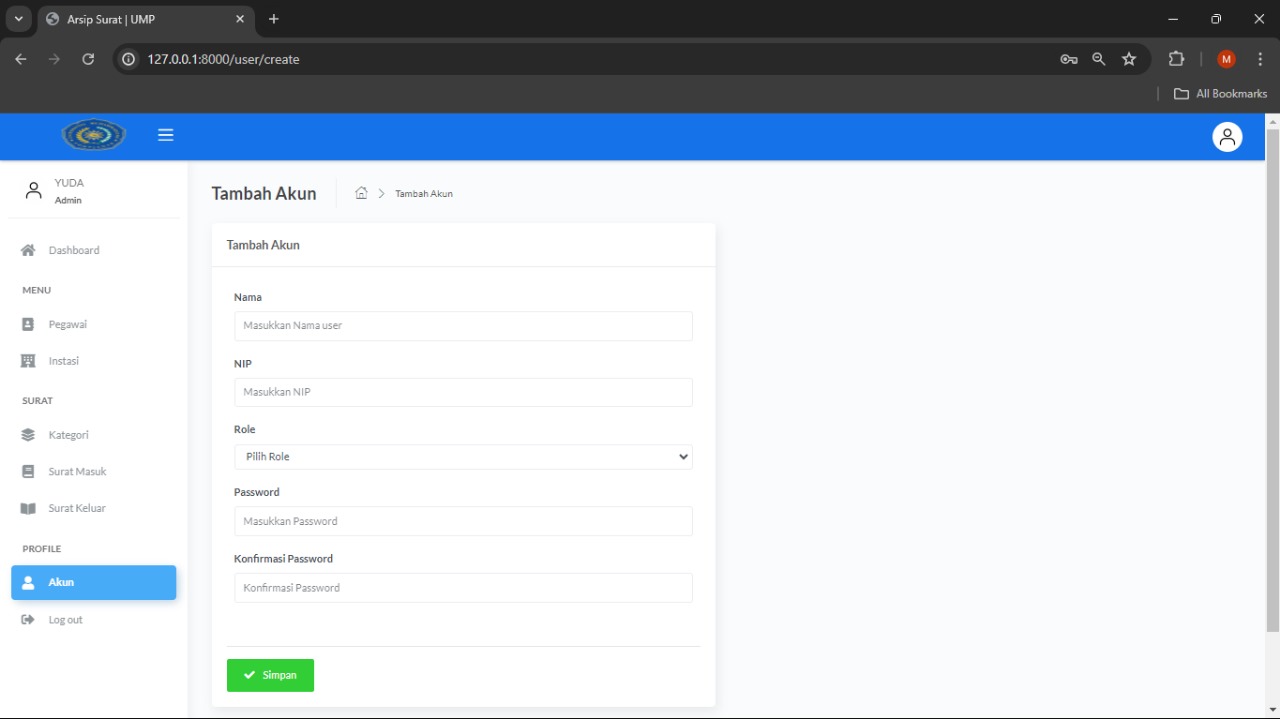 Arsip Surat | UMP
127.0.0.1:8000/user/create
M
All Bookmarks
YUDA
Admin
Dashboard
MENU
Pegawai
Instasi
SURAT
Kategori
Surat Masuk
Surat Keluar
PROFILE
Akun
Log out
Tambah Akun
Tambah Akun
Tambah Akun
Nama
Masukkan Nama user
NIP
Masukkan NIP
Role
Pilih Role
Password
Masukkan Password
Konfirmasi Password
Konfirmasi Password
Simpan